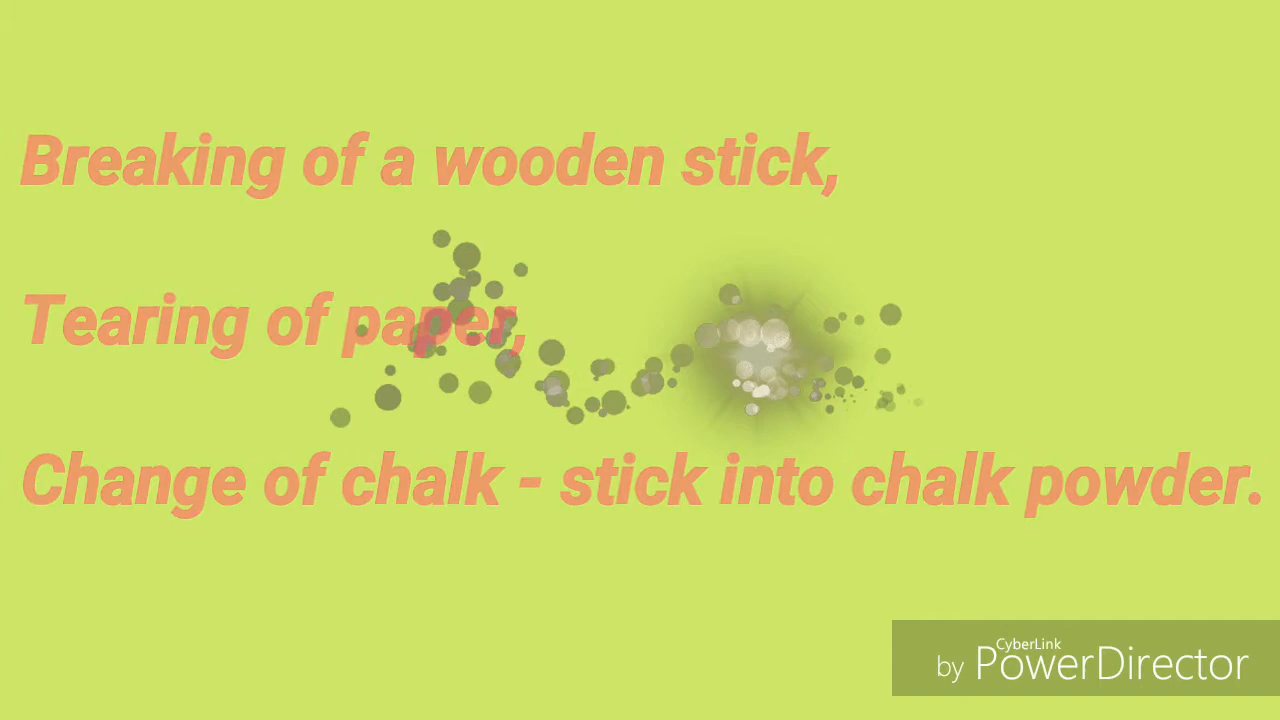 Breaking of a wooden stick,
Tearing of paper,
Change of chalk - stick into chalk powder.
CyberLink
by PowerDirector